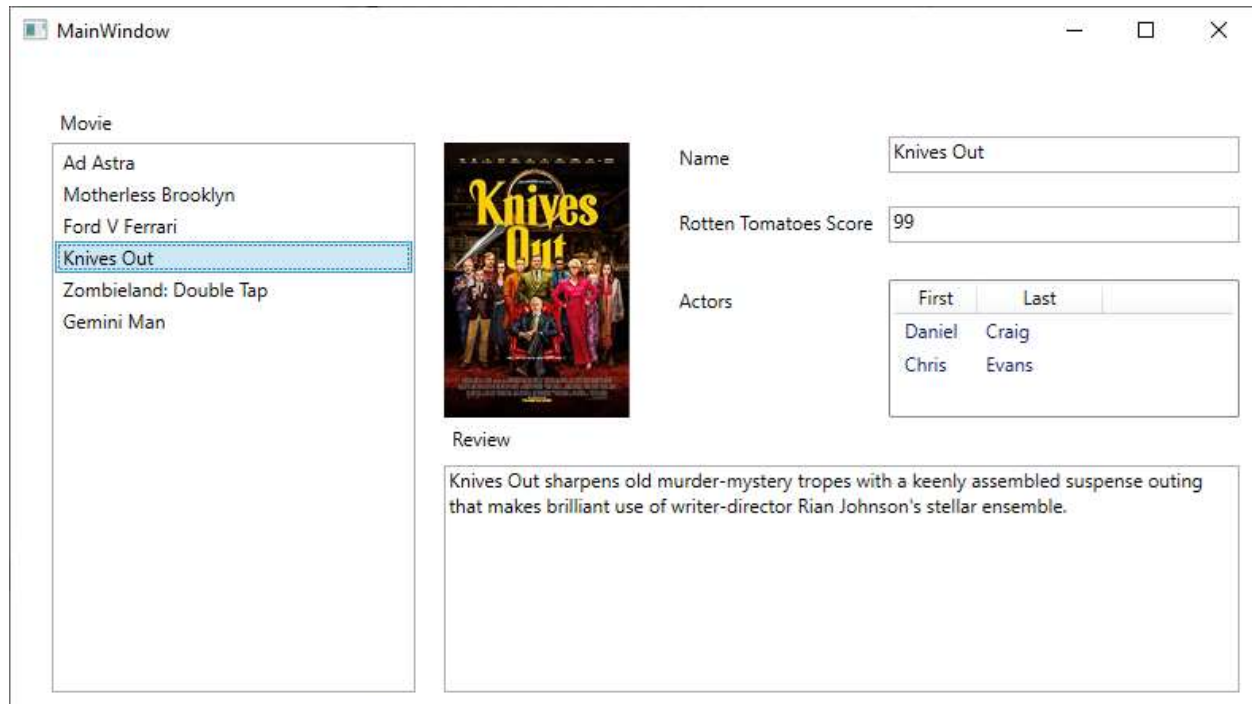 MainWindow
Movie
Ad Astra
Motherless Brooklyn
Ford V Ferrari
Knives Out
Zombieland: Double Tap
Gemini Man
Knives
Out
Name
Knives Out
Rotten Tomatoes Score
99
Actors
First Last
Daniel Craig
Chris Evans
Review
Knives Out sharpens old murder-mystery tropes with a keenly assembled suspense outing
that makes brilliant use of writer-director Rian Johnson's stellar ensemble.